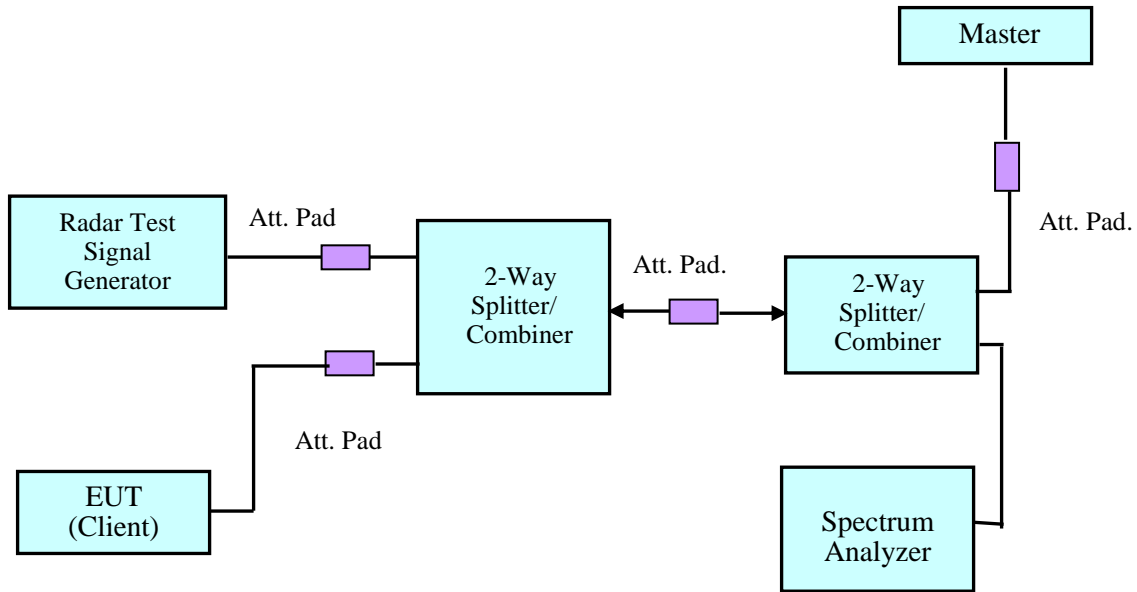 Master
Radar Test
Signal
Generator
Att. Pad
2-Way
Splitter/
Combiner
Att. Pad.
2-Way
Splitter/
Combiner
Att. Pad.
Att. Pad
EUT
(Client)
Spectrum
Analyzer